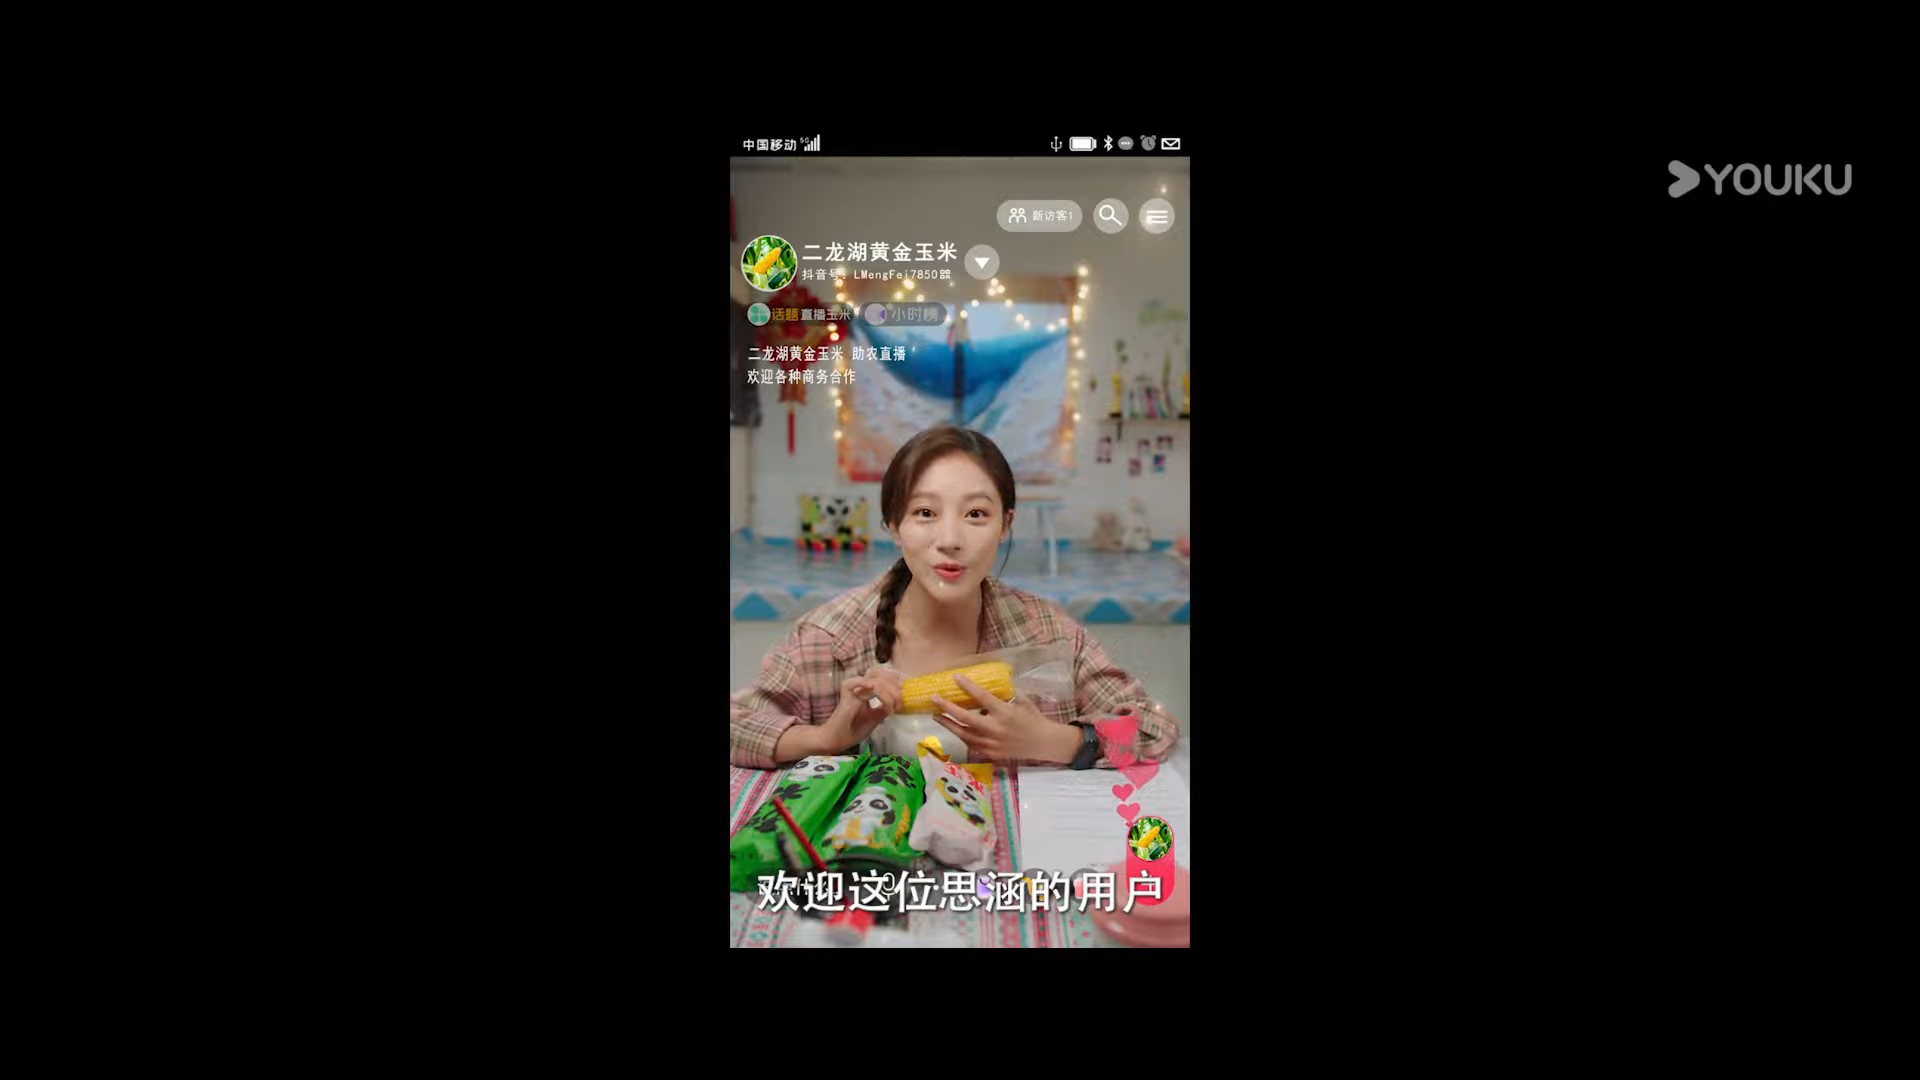 中国移动 5G
YOUKU
新访客1
二龙湖黄金玉米
抖音号: LMengFei7850
话题 直播玉米
小时榜
二龙湖黄金玉米 助农直播
欢迎各种商务合作
欢迎这位思涵的用户